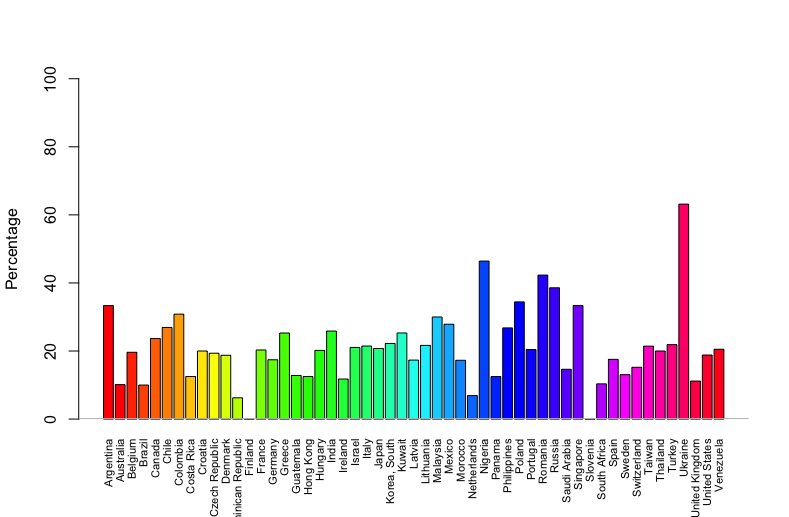 Percentage
100
80
60
40
20
0
Argentina
Australia
Belgium
Brazil
Canada
Chile
Colombia
Costa Rica
Croatia
Czech Republic
Denmark
minican Republic
Finland
France
Germany
Greece
Guatemala
Hong Kong
Hungary
India
Ireland
Israel
Italy
Japan
Korea, South
Kuwait
Latvia
Lithuania
Malaysia
Mexico
Morocco
Netherlands
Nigeria
Panama
Philippines
Poland
Portugal
Romania
Russia
Saudi Arabia
Singapore
Slovenia
South Africa
Spain
Sweden
Switzerland
Taiwan
Thailand
Turkey
Ukraine
United Kingdom
United States
Venezuela